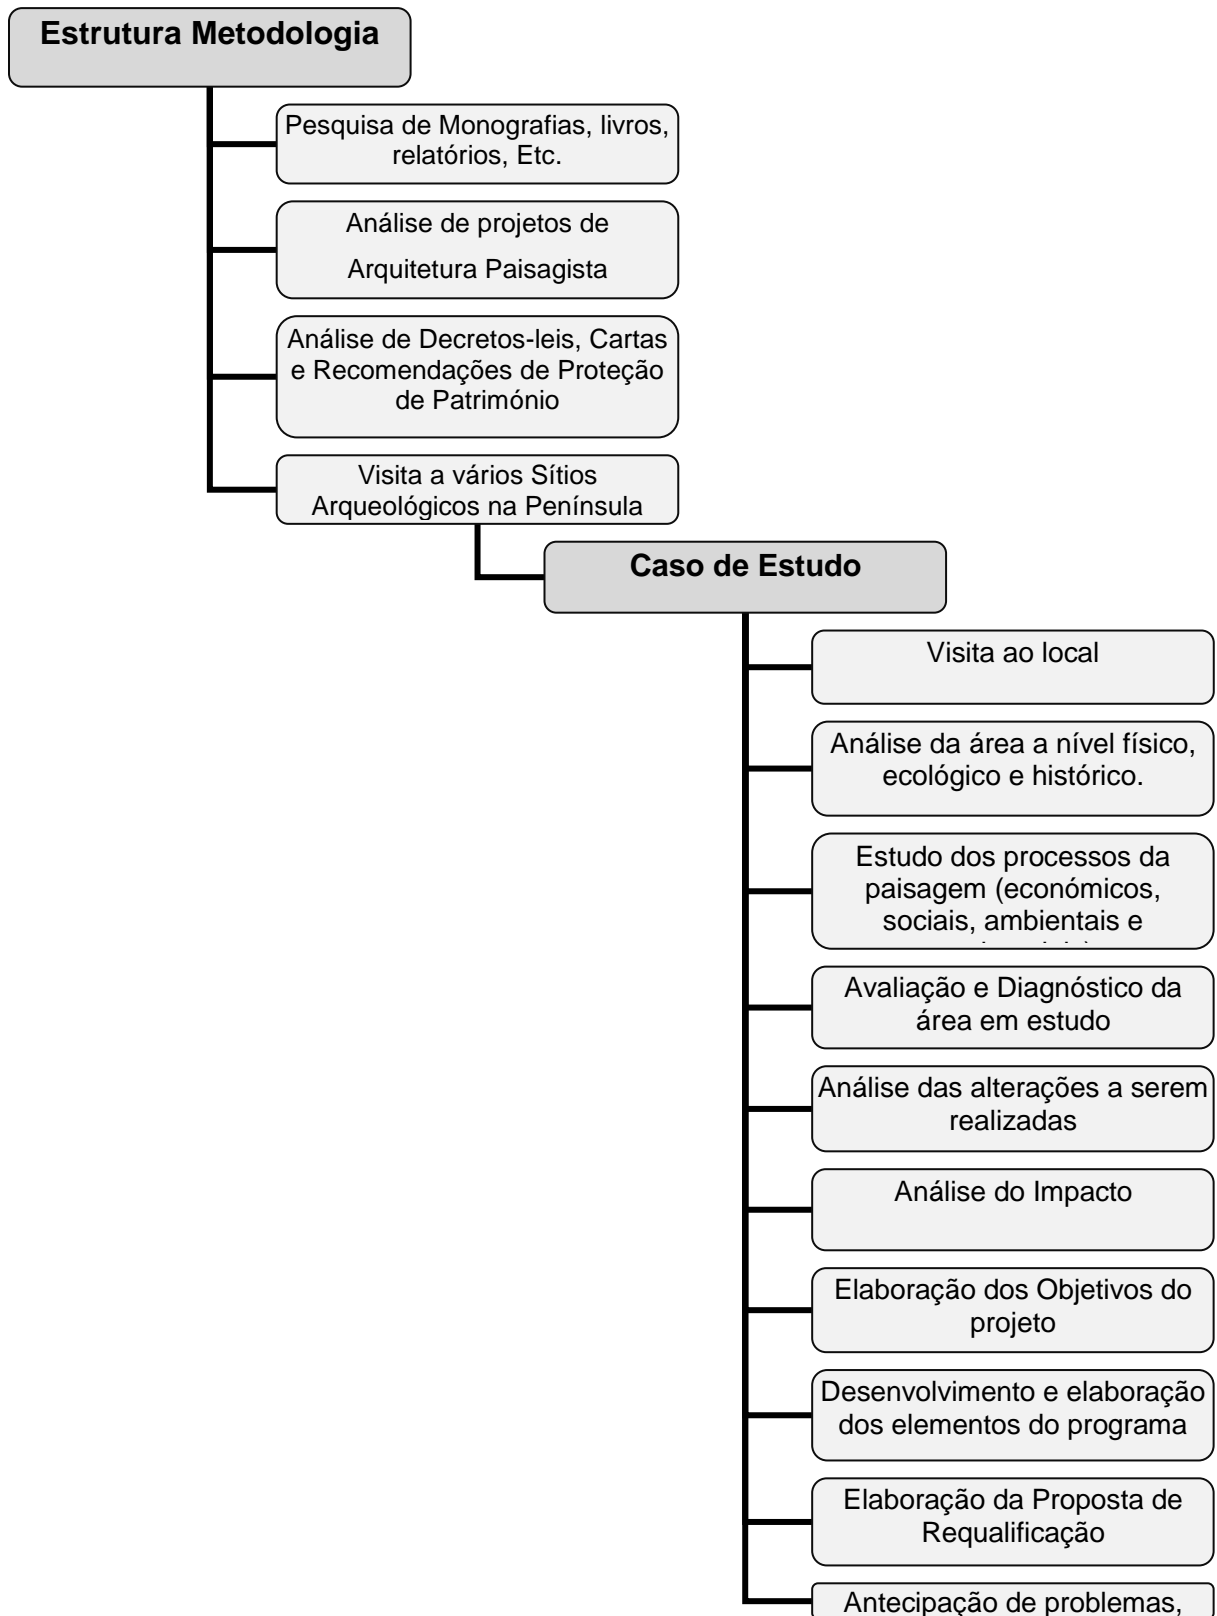 Estrutura Metodologia
Pesquisa de Monografias, livros,
relatórios, Etc.
Análise de projetos de
Arquitetura Paisagista
Análise de Decretos-leis, Cartas
e Recomendações de Proteção
de Património
Visita a vários Sítios
Arqueológicos na Península
Caso de Estudo
Visita ao local
Análise da área a nível físico,
ecológico e histórico.
Estudo dos processos da
paisagem (económicos,
sociais, ambientais e
Avaliação e Diagnóstico da
área em estudo
Análise das alterações a serem
realizadas
Análise do Impacto
Elaboração dos Objetivos do
projeto
Desenvolvimento e elaboração
dos elementos do programa
Elaboração da Proposta de
Requalificação
Antecipação de problemas,